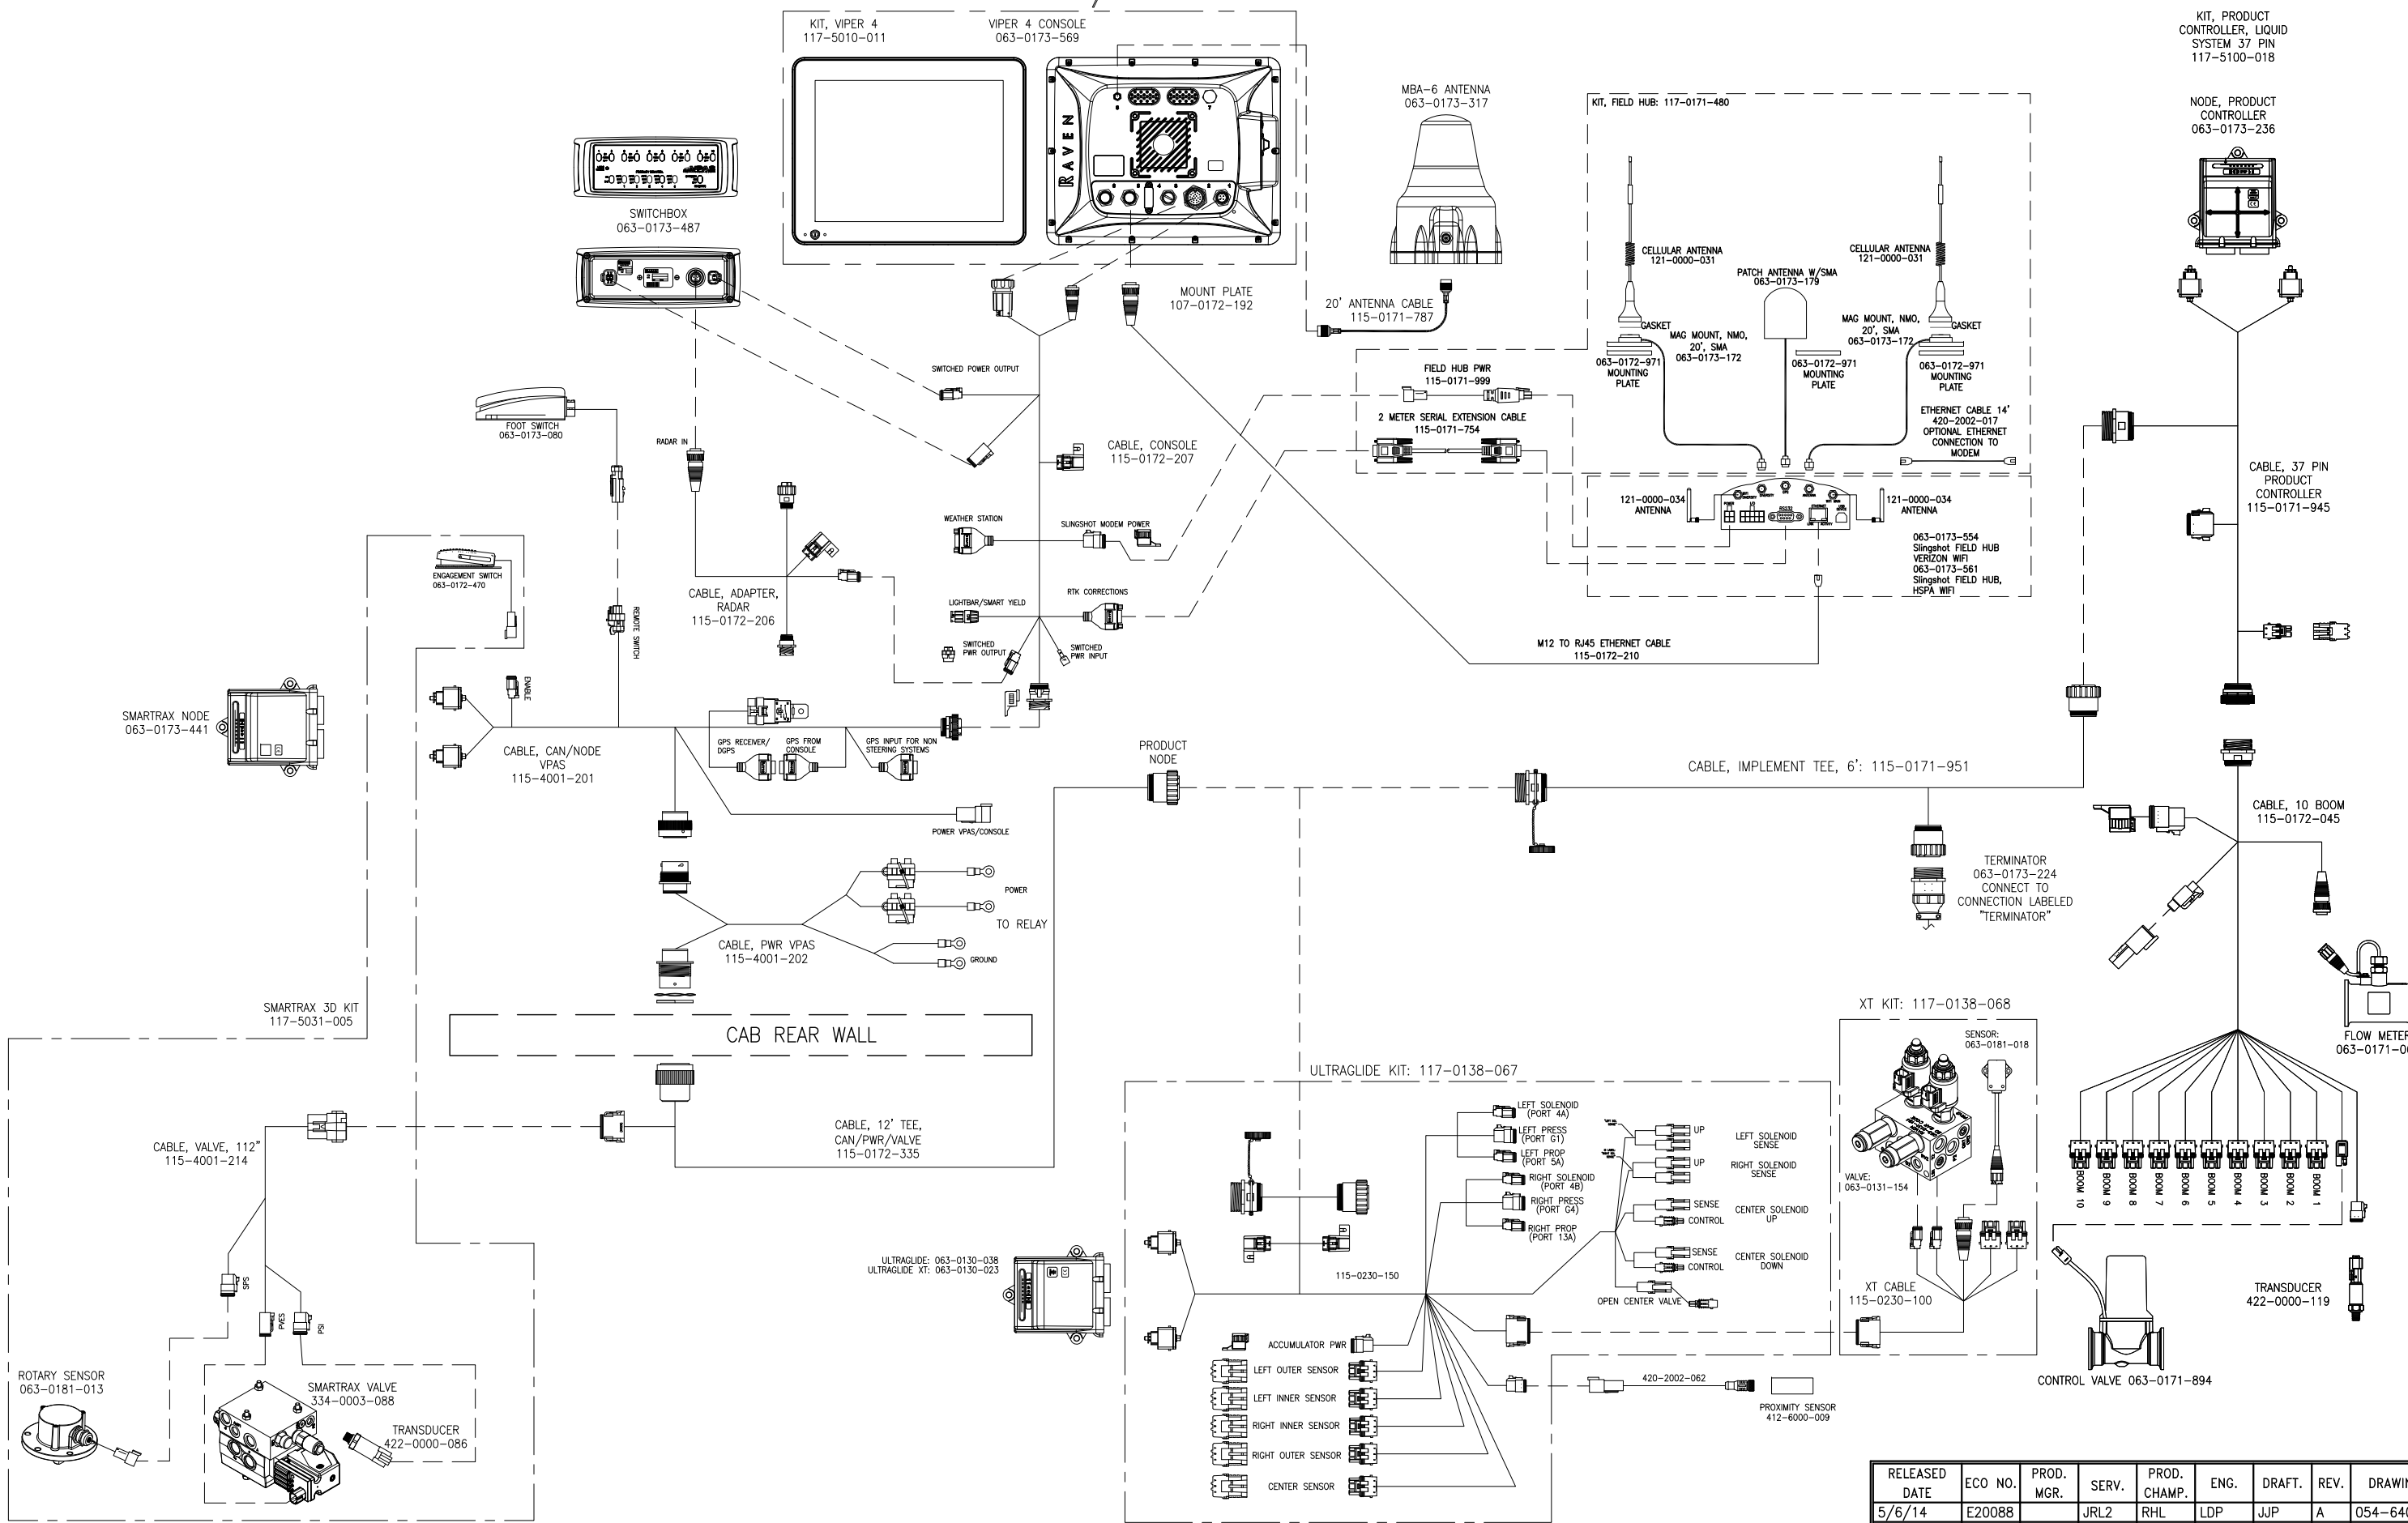 KIT, VIPER 4
117-5010-011
VIPER 4 CONSOLE
063-0173-569
RAVEN
SWITCHBOX
063-0173-487
MOUNT PLATE
107-0172-192
MBA-6 ANTENNA
063-0173-317
20' ANTENNA CABLE
115-0171-787
KIT, FIELD HUB: 117-0171-480
CELLULAR ANTENNA
121-0000-031
PATCH ANTENNA W/SMA
063-0173-179
CELLULAR ANTENNA
121-0000-031
GASKET
MAG MOUNT, NMO,
20', SMA
063-0173-172
MAG MOUNT, NMO,
20', SMA
063-0173-172
GASKET
063-0172-971
MOUNTING
PLATE
063-0172-971
MOUNTING
PLATE
063-0172-971
MOUNTING
PLATE
FIELD HUB PWR
115-0171-999
2 METER SERIAL EXTENSION CABLE
115-0171-754
ETHERNET CABLE 14'
420-2002-017
OPTIONAL ETHERNET
CONNECTION TO
MODEM
121-0000-034
ANTENNA
121-0000-034
ANTENNA
063-0173-554
Slingshot FIELD HUB
VERIZON WIFI
063-0173-561
Slingshot FIELD HUB,
HSPA WIFI
M12 TO RJ45 ETHERNET CABLE
115-0172-210
KIT, PRODUCT
CONTROLLER, LIQUID
SYSTEM 37 PIN
117-5100-018
NODE, PRODUCT
CONTROLLER
063-0173-236
CABLE, 37 PIN
PRODUCT
CONTROLLER
115-0171-945
FOOT SWITCH
063-0173-080
RADAR IN
SWITCHED POWER OUTPUT
CABLE, CONSOLE
115-0172-207
WEATHER STATION
SLINGSHOT MODEM POWER
LIGHTBAR/SMART YIELD
RTK CORRECTIONS
SWITCHED
PWR OUTPUT
SWITCHED
PWR INPUT
ENGAGEMENT SWITCH
063-0172-470
REMOTE SWITCH
CABLE, ADAPTER,
RADAR
115-0172-206
ENABLE
SMARTRAX NODE
063-0173-441
CABLE, CAN/NODE
VPAS
115-4001-201
GPS RECEIVER/
DGPS
GPS FROM
CONSOLE
GPS INPUT FOR NON
STEERING SYSTEMS
POWER VPAS/CONSOLE
PRODUCT
NODE
CABLE, IMPLEMENT TEE, 6': 115-0171-951
TERMINATOR
063-0173-224
CONNECT TO
CONNECTION LABELED
"TERMINATOR"
CABLE, 10 BOOM
115-0172-045
POWER
TO RELAY
GROUND
CABLE, PWR VPAS
115-4001-202
SMARTRAX 3D KIT
117-5031-005
CAB REAR WALL
CABLE, VALVE, 112"
115-4001-214
CABLE, 12' TEE,
CAN/PWR/VALVE
115-0172-335
SPS
PVES
PSI
ROTARY SENSOR
063-0181-013
SMARTRAX VALVE
334-0003-088
TRANSDUCER
422-0000-086
ULTRAGLIDE KIT: 117-0138-067
ULTRAGLIDE: 063-0130-038
ULTRAGLIDE XT: 063-0130-023
LEFT SOLENOID
(PORT 4A)
LEFT PRESS
(PORT G1)
LEFT PROP
(PORT 5A)
RIGHT SOLENOID
(PORT 4B)
RIGHT PRESS
(PORT G4)
RIGHT PROP
(PORT 13A)
115-0230-150
UP
LEFT SOLENOID
SENSE
UP
RIGHT SOLENOID
SENSE
SENSE
CONTROL
CENTER SOLENOID
UP
SENSE
CONTROL
CENTER SOLENOID
DOWN
OPEN CENTER VALVE
ACCUMULATOR PWR
LEFT OUTER SENSOR
LEFT INNER SENSOR
RIGHT INNER SENSOR
RIGHT OUTER SENSOR
CENTER SENSOR
420-2002-062
PROXIMITY SENSOR
412-6000-009
XT KIT: 117-0138-068
SENSOR:
063-0181-018
VALVE:
063-0131-154
XT CABLE
115-0230-100
FLOW METER
063-0171-0
BOOM 10
BOOM 9
BOOM 8
BOOM 7
BOOM 6
BOOM 5
BOOM 4
BOOM 3
BOOM 2
BOOM 1
TRANSDUCER
422-0000-119
CONTROL VALVE 063-0171-894
RELEASED DATE ECO NO. PROD. MGR. SERV. PROD. CHAMP. ENG. DRAFT. REV. DRAWIN
5/6/14 E20088 JRL2 RHL LDP JJP A 054-640